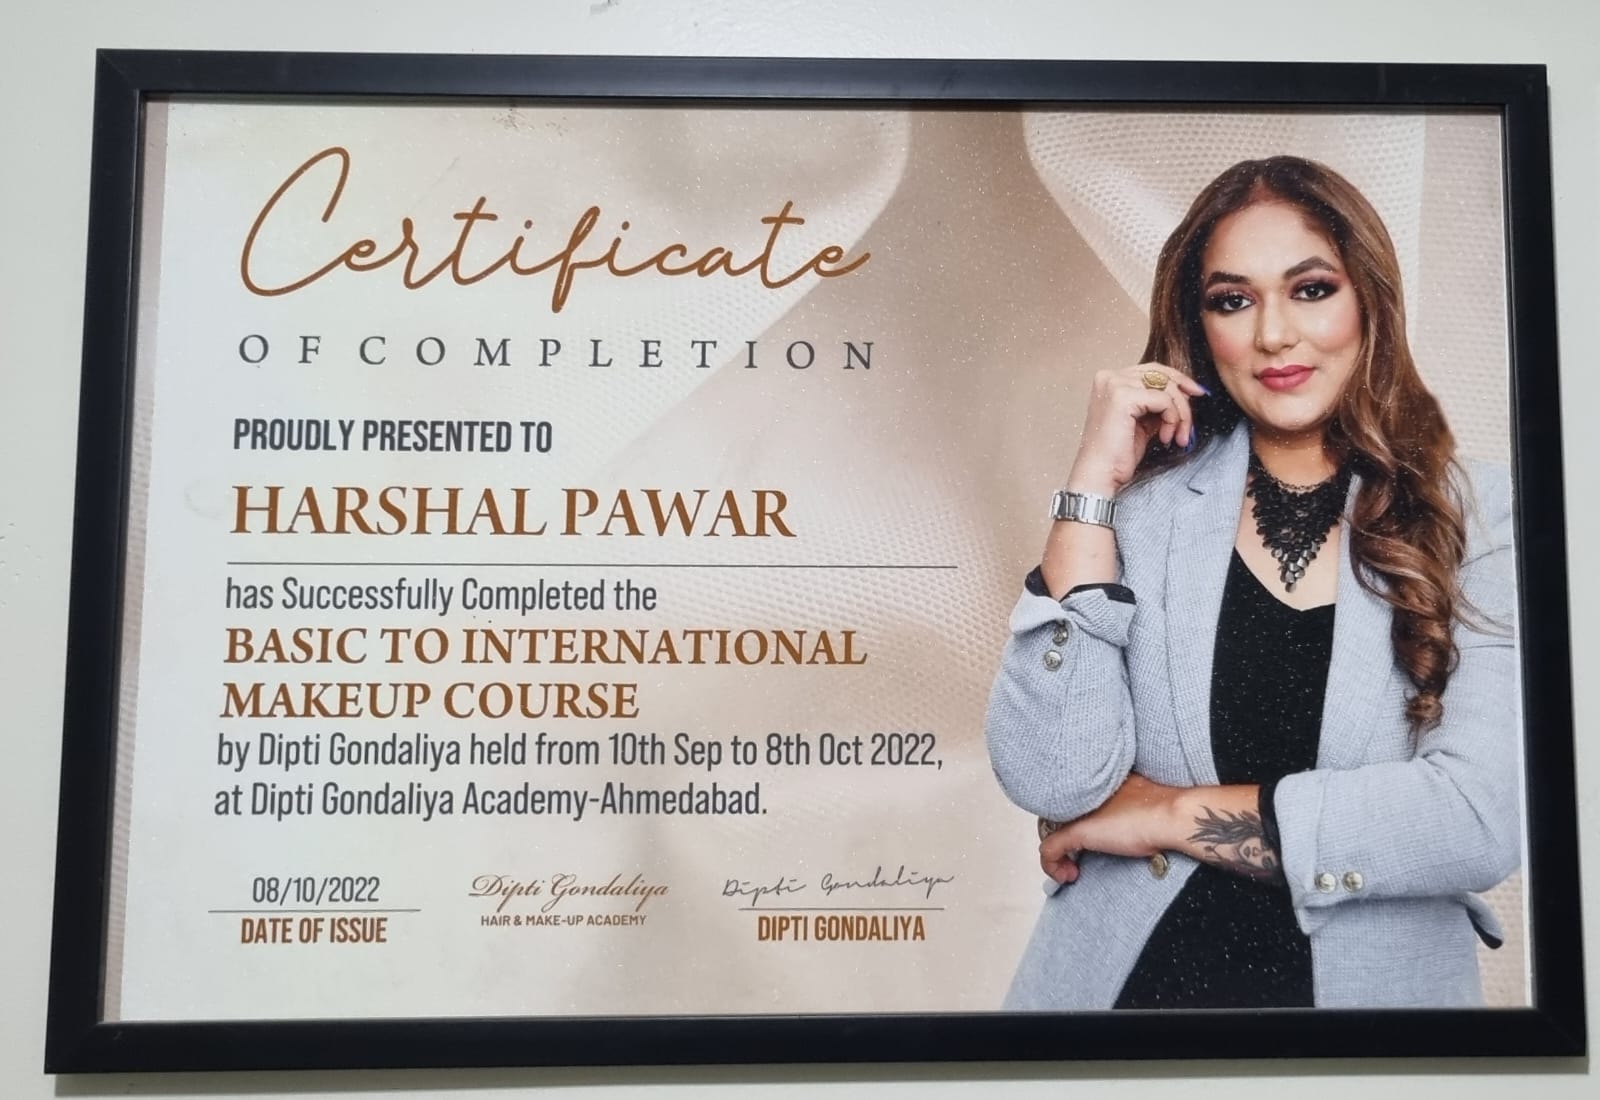 Certificate
OF COMPLETION
PROUDLY PRESENTED TO
HARSHAL PAWAR
has Successfully Completed the
BASIC TO INTERNATIONAL
MAKEUP COURSE
by Dipti Gondaliya held from 10th Sep to 8th Oct 2022,
at Dipti Gondaliya Academy-Ahmedabad.
08/10/2022
DATE OF ISSUE
Dipti Gondaliya
HAIR & MAKE-UP ACADEMY
Dipti Gondaliya
DIPTI GONDALIYA